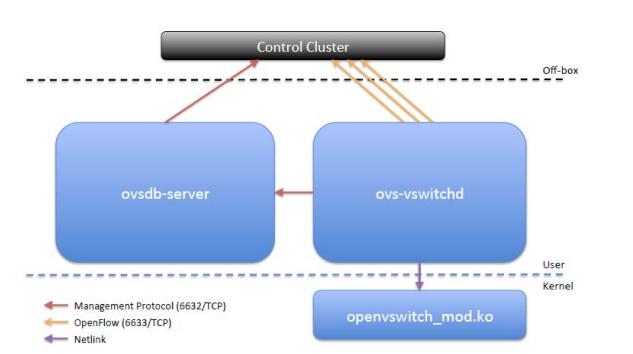 Control Cluster
Off-box
ovsdb-server
ovs-vswitchd
User
Kernel
Management Protocol (6632/TCP)
OpenFlow (6633/TCP)
Netlink
openvswitch_mod.ko